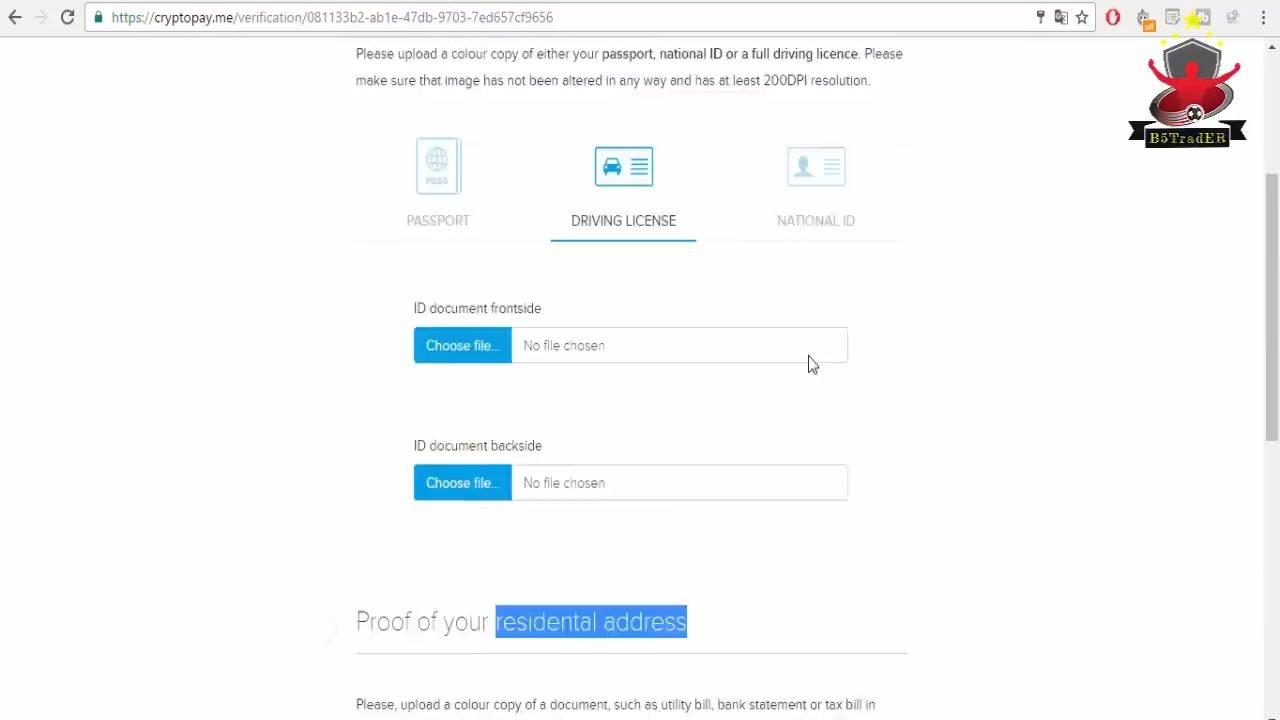 https://cryptopay.me/verification/081133b2-ab1e-47db-9703-7ed657cf9656
off
Please upload a colour copy of either your passport, national ID or a full driving licence. Please
make sure that image has not been altered in any way and has at least 200DPI resolution.
B5TradER
PASS
PASSPORT
DRIVING LICENSE
NATIONAL ID
ID document frontside
Choose file...
No file chosen
ID document backside
Choose file...
No file chosen
Proof of your residental address
Please, upload a colour copy of a document, such as utility bill, bank statement or tax bill in